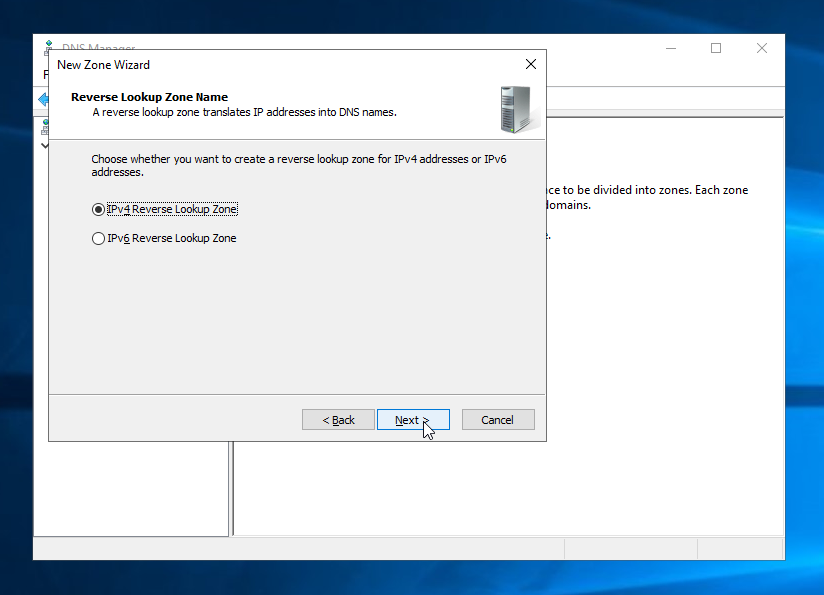 DNS Manager
New Zone Wizard
Reverse Lookup Zone Name
A reverse lookup zone translates IP addresses into DNS names.
Choose whether you want to create a reverse lookup zone for IPv4 addresses or IPv6
addresses.
IPv4 Reverse Lookup Zone
IPv6 Reverse Lookup Zone
to be divided into zones. Each zone
< Back
Next >
Cancel